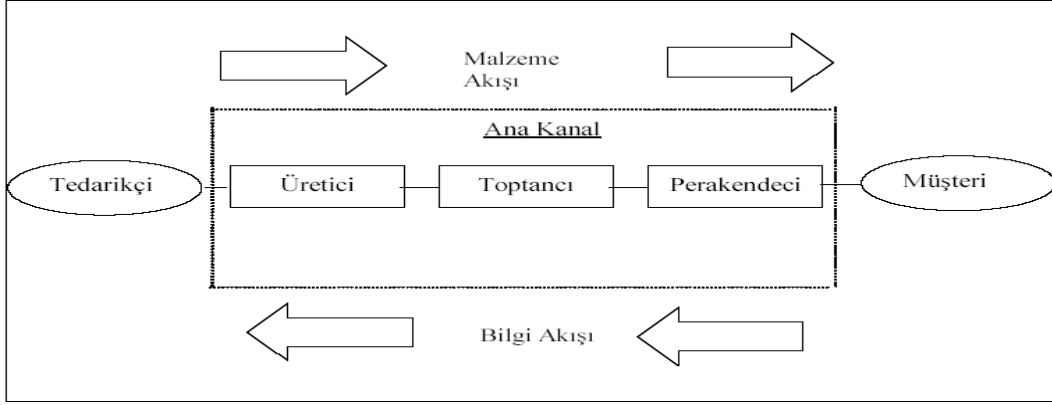 Malzeme
Akışı
Ana Kanal
Tedarikçi
Üretici
Toptancı
Perakendeci
Müşteri
Bilgi Akışı